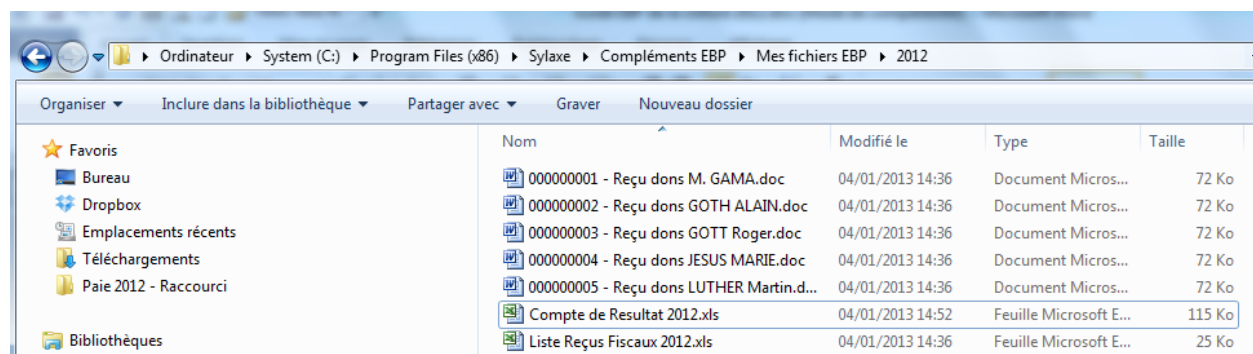 Ordinateur System (C:) Program Files (x86) Sylaxe Compléments EBP Mes fichiers EBP 2012
Organiser Inclure dans la bibliothèque Partager avec Graver Nouveau dossier
Favoris
Bureau
Dropbox
Emplacements récents
Téléchargements
Paie 2012 - Raccourci
Bibliothèques
Nom Modifié le Type Taille
000000001 - Reçu dons M. GAMA.doc 04/01/2013 14:36 Document Micros... 72 Ko
000000002 - Reçu dons GOTH ALAIN.doc 04/01/2013 14:36 Document Micros... 72 Ko
000000003 - Reçu dons GOTT Roger.doc 04/01/2013 14:36 Document Micros... 72 Ko
000000004 - Reçu dons JESUS MARIE.doc 04/01/2013 14:36 Document Micros... 72 Ko
000000005 - Reçu dons LUTHER Martin.d... 04/01/2013 14:36 Document Micros... 72 Ko
Compte de Resultat 2012.xls 04/01/2013 14:52 Feuille Microsoft E... 115 Ko
Liste Reçus Fiscaux 2012.xls 04/01/2013 14:36 Feuille Microsoft E... 25 Ko